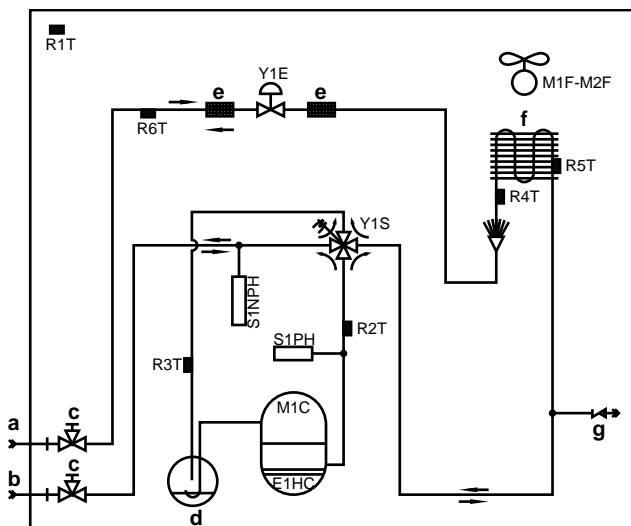 R1T
Y1E
M1F-M2F
e
e
f
R6T
R5T
R4T
Y1S
S1NPH
S1PH
R2T
R3T
M1C
a
c
g
b
c
E1HC
d